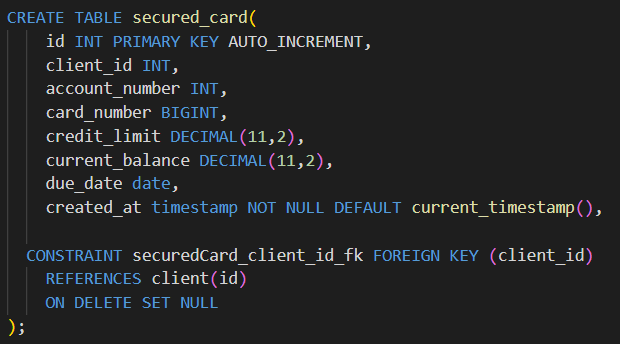 CREATE TABLE secured_card(
id INT PRIMARY KEY AUTO_INCREMENT,
client_id INT,
account_number INT,
card_number BIGINT,
credit_limit DECIMAL(11,2),
current_balance DECIMAL(11,2),
due_date date,
created_at timestamp NOT NULL DEFAULT current_timestamp(),
CONSTRAINT securedCard_client_id_fk FOREIGN KEY (client_id)
REFERENCES client(id)
ON DELETE SET NULL
);